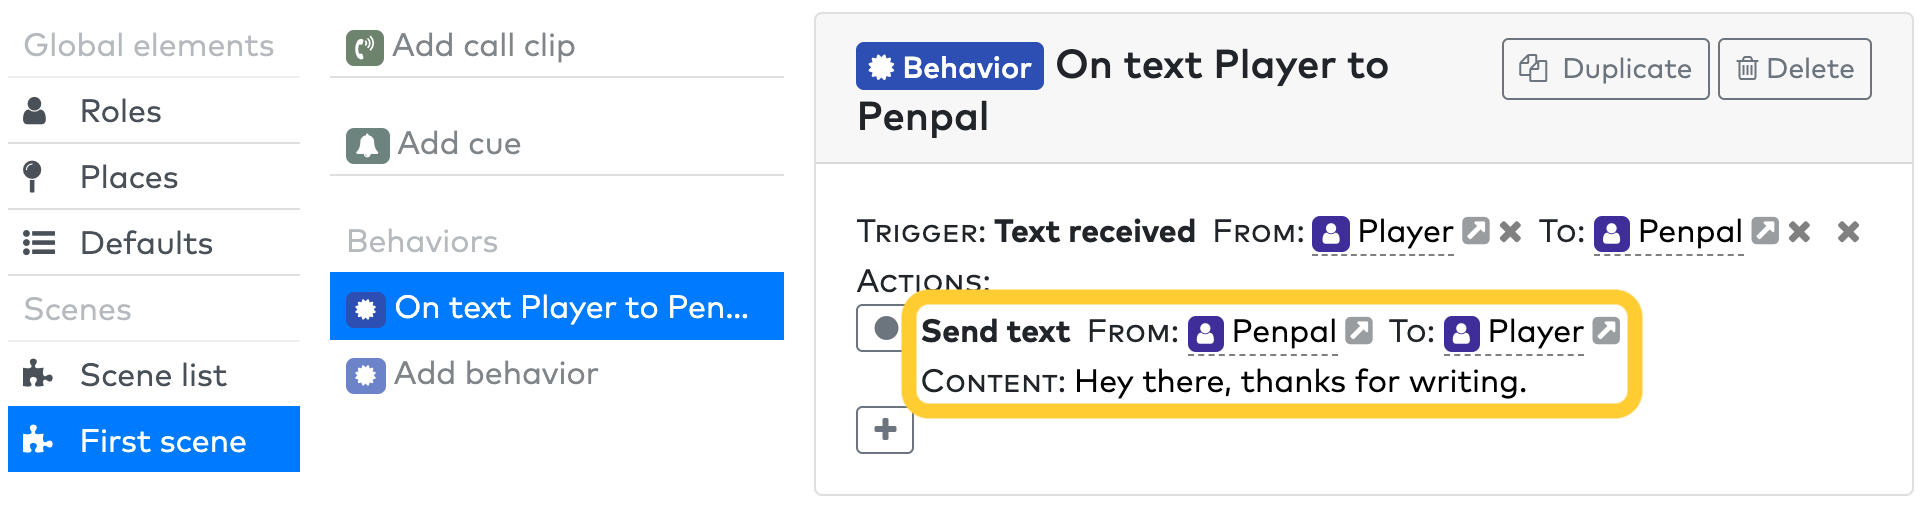 Global elements
Roles
Places
Defaults
Scenes
Scene list
First scene
Add call clip
Add cue
Behaviors
On text Player to Pen...
Add behavior
Behavior On text Player to
Penpal
Duplicate
Delete
TRIGGER: Text received FROM: Player To: Penpal
ACTIONS:
Send text FROM: Penpal To: Player
CONTENT: Hey there, thanks for writing.